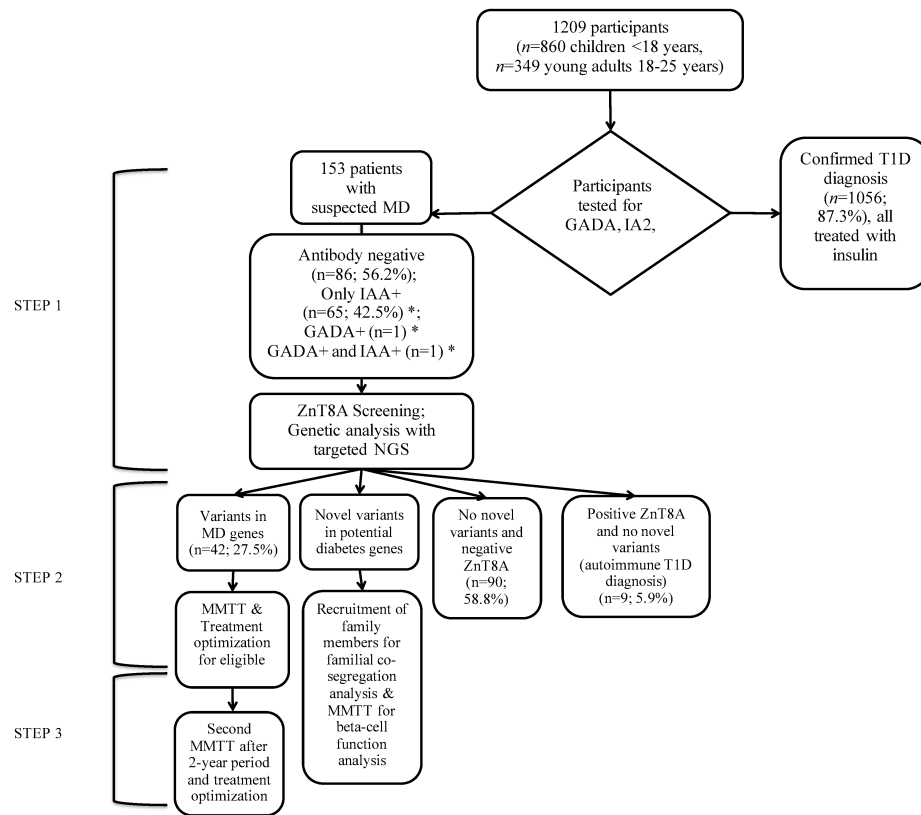 1209 participants
(n=860 children <18 years,
n=349 young adults 18-25 years)
153 patients
with
suspected MD
Participants
tested for
GADA, IA2,
Confirmed T1D
diagnosis
(n=1056;
87.3%), all
treated with
insulin
Antibody negative
(n=86; 56.2%);
Only IAA+
(n=65; 42.5%) *;
GADA+ (n=1) *
GADA+ and IAA+ (n=1) *
STEP 1
ZnT8A Screening;
Genetic analysis with
targeted NGS
Variants in
MD genes
(n=42; 27.5%)
Novel variants
in potential
diabetes genes
No novel
variants and
negative
ZnT8A
(n=90;
58.8%)
Positive ZnT8A
and no novel
variants
(autoimmune T1D
diagnosis)
(n=9; 5.9%)
STEP 2
MMTT &
Treatment
optimization
for eligible
Recruitment of
family
members for
familial co-
segregation
analysis &
MMTT for
beta-cell
function
analysis
STEP 3
Second
MMTT after
2-year period
and treatment
optimization